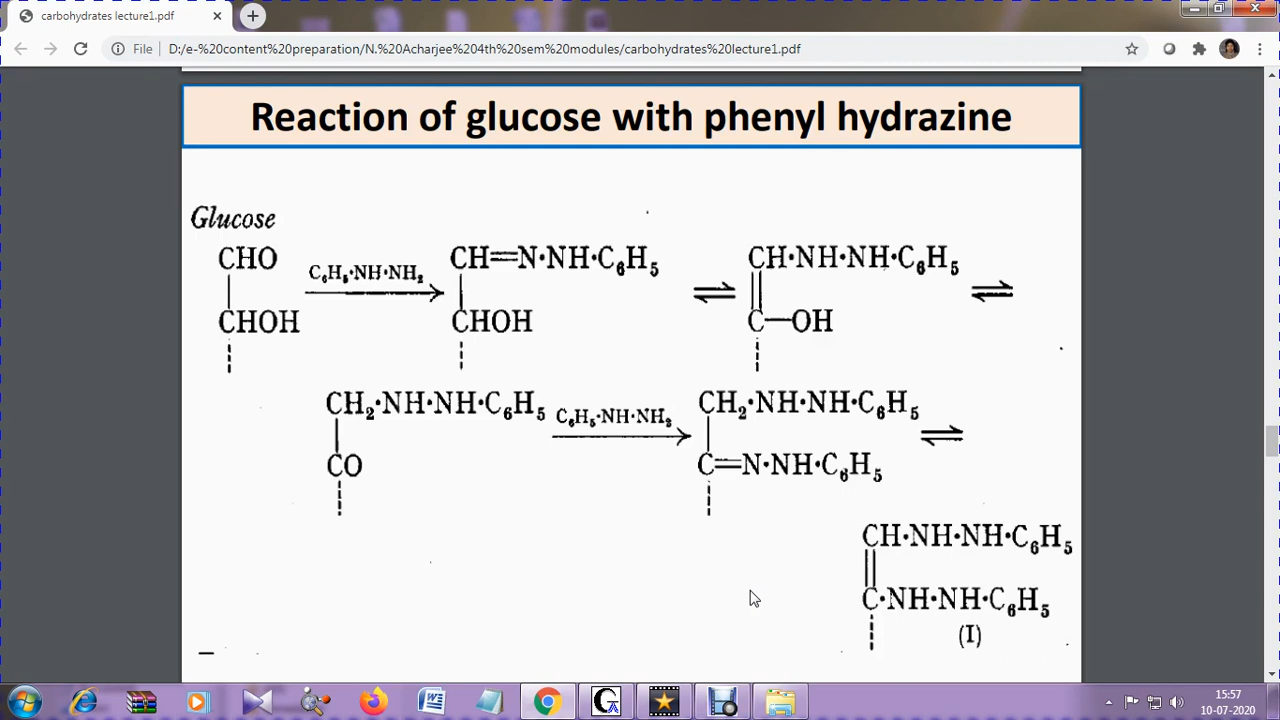 carbohydrates lecture1.pdf
File D:/e-%20content%20preparation/N.%20Acharjee%204th%20sem%20modules/carbohydrates%20lecture1.pdf
Reaction of glucose with phenyl hydrazine
Glucose
CHO C₆H₅·NH·NH₂ CH=N·NH·C₆H₅ ⇌ CH·NH·NH·C₆H₅ ⇌
CHOH CHOH C—OH
CH₂·NH·NH·C₆H₅ C₆H₅·NH·NH₂ CH₂·NH·NH·C₆H₅ ⇌
CO C=N·NH·C₆H₅
CH·NH·NH·C₆H₅
C·NH·NH·C₆H₅
(I)
15:57
10-07-2020